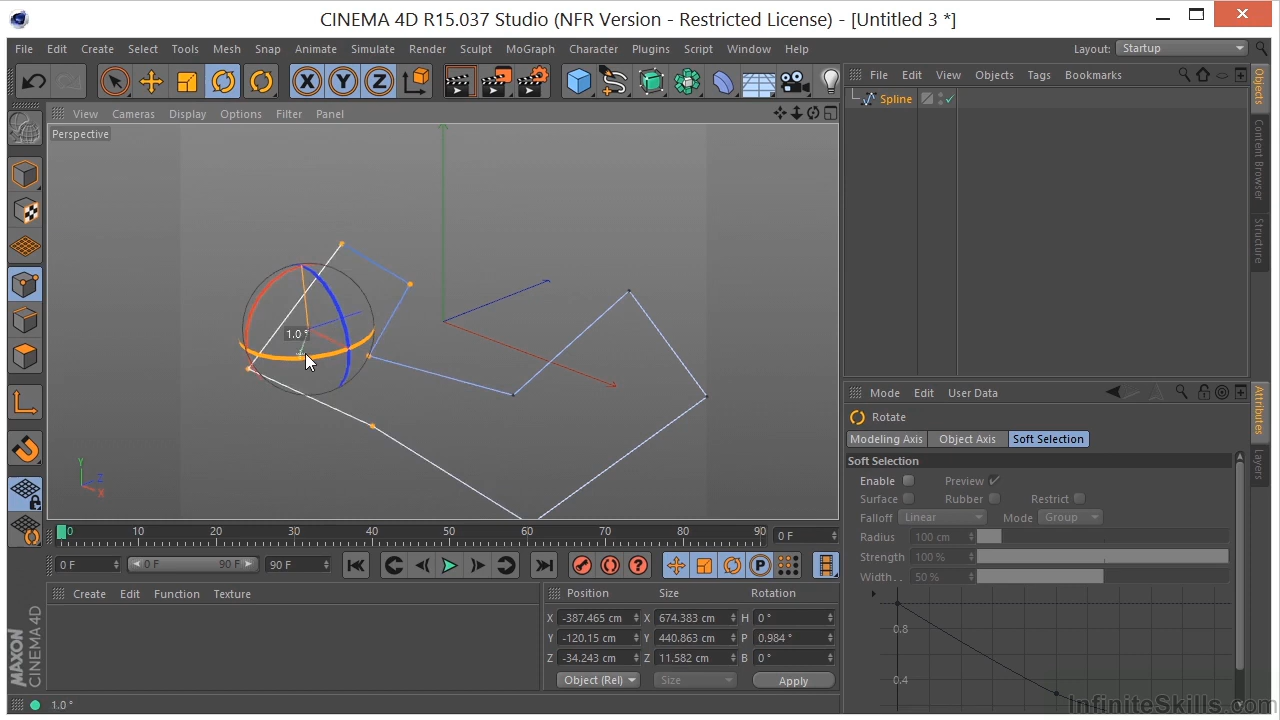 CINEMA 4D R15.037 Studio (NFR Version - Restricted License) - [Untitled 3 *]
File Edit Create Select Tools Mesh Snap Animate Simulate Render Sculpt MoGraph Character Plugins Script Window Help Layout: Startup
X Y Z
File Edit View Objects Tags Bookmarks
Spline
Objects
Content Browser
Structure
View Cameras Display Options Filter Panel
Perspective
1.0 °
Y
Z
X
Mode Edit User Data
Rotate
Modeling Axis Object Axis Soft Selection
Soft Selection
Enable Preview
Surface Rubber Restrict
Falloff Linear Mode Group
Radius 100 cm
Strength 100 %
Width.. 50 %
0.8
0.4
Attributes
Layers
0 10 20 30 40 50 60 70 80 90 0 F
0 F 0 F 90 F 90 F
P
Create Edit Function Texture
Position Size Rotation
X -387.465 cm X 674.383 cm H 0 °
Y -120.15 cm Y 440.863 cm P 0.984 °
Z -34.243 cm Z 11.582 cm B 0 °
Object (Rel) Size Apply
MAXON
CINEMA 4D
1.0 °
InfiniteSkills.com